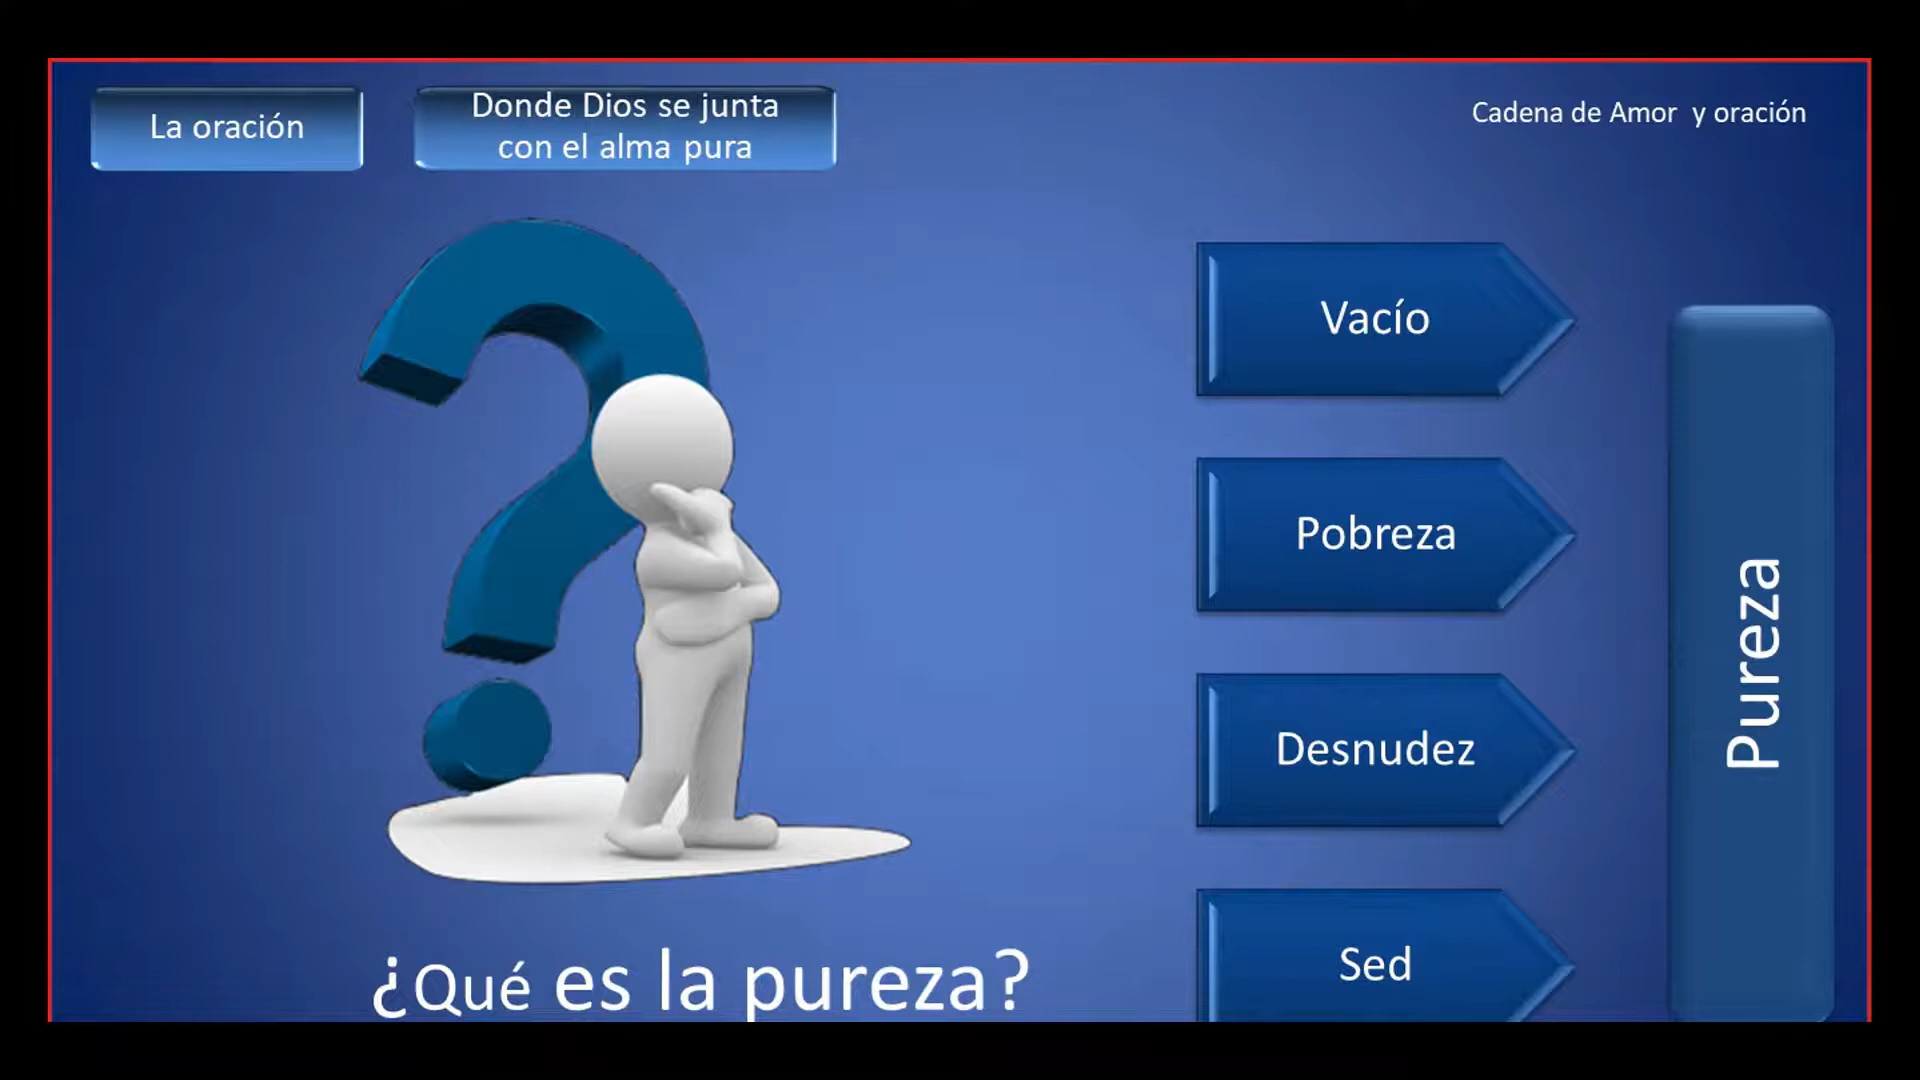 La oración
Donde Dios se junta
con el alma pura
Cadena de Amor y oración
Vacío
Pobreza
Desnudez
Sed
Pureza
¿Qué es la pureza?